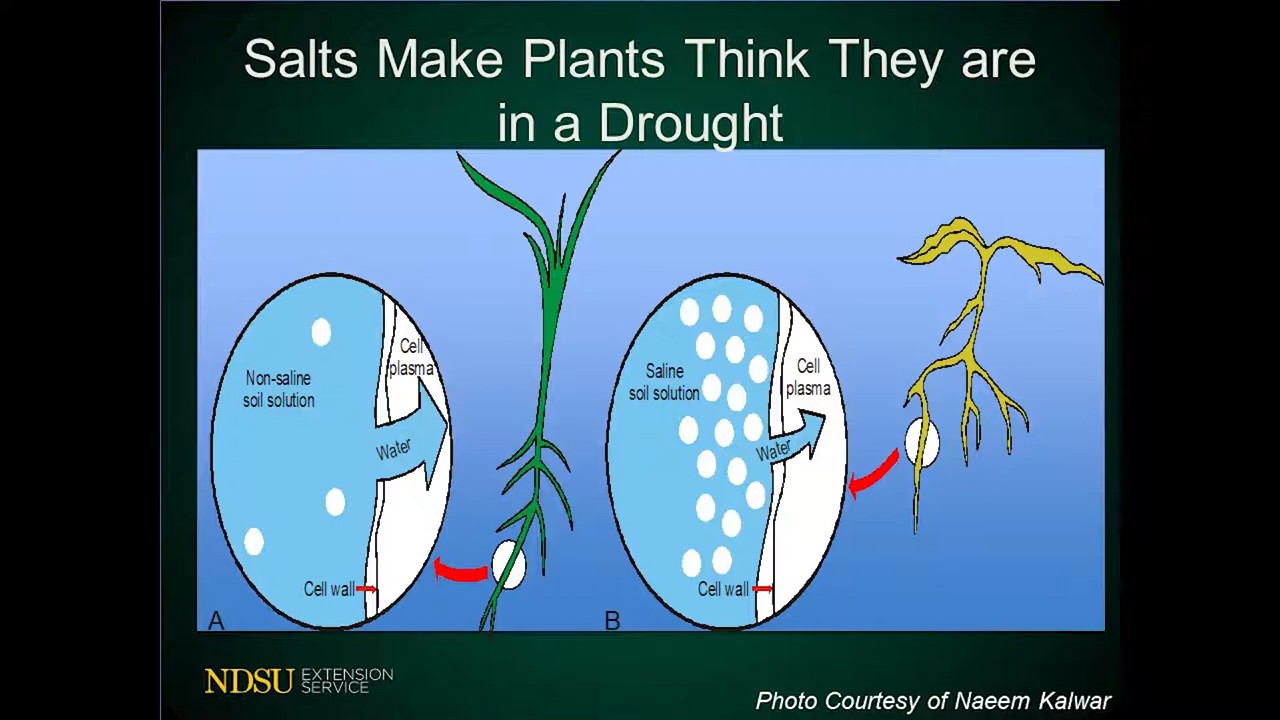 Salts Make Plants Think They are
in a Drought
Non-saline
soil solution
Cell
plasma
Water
Cell wall
A
Saline
soil solution
Cell
plasma
Water
Cell wall
B
NDSU EXTENSION
SERVICE
Photo Courtesy of Naeem Kalwar